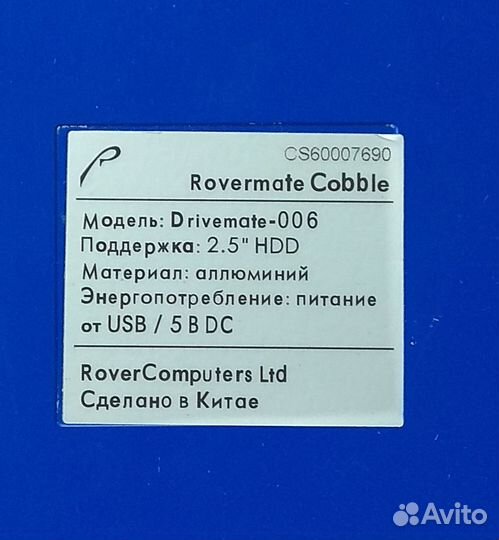 CS60007690
Rovermate Cobble
Модель: Drivemate-006
Поддержка: 2.5" HDD
Материал: аллюминий
Энергопотребление: питание
от USB / 5 В DC
RoverComputers Ltd
Сделано в Китае
Avito